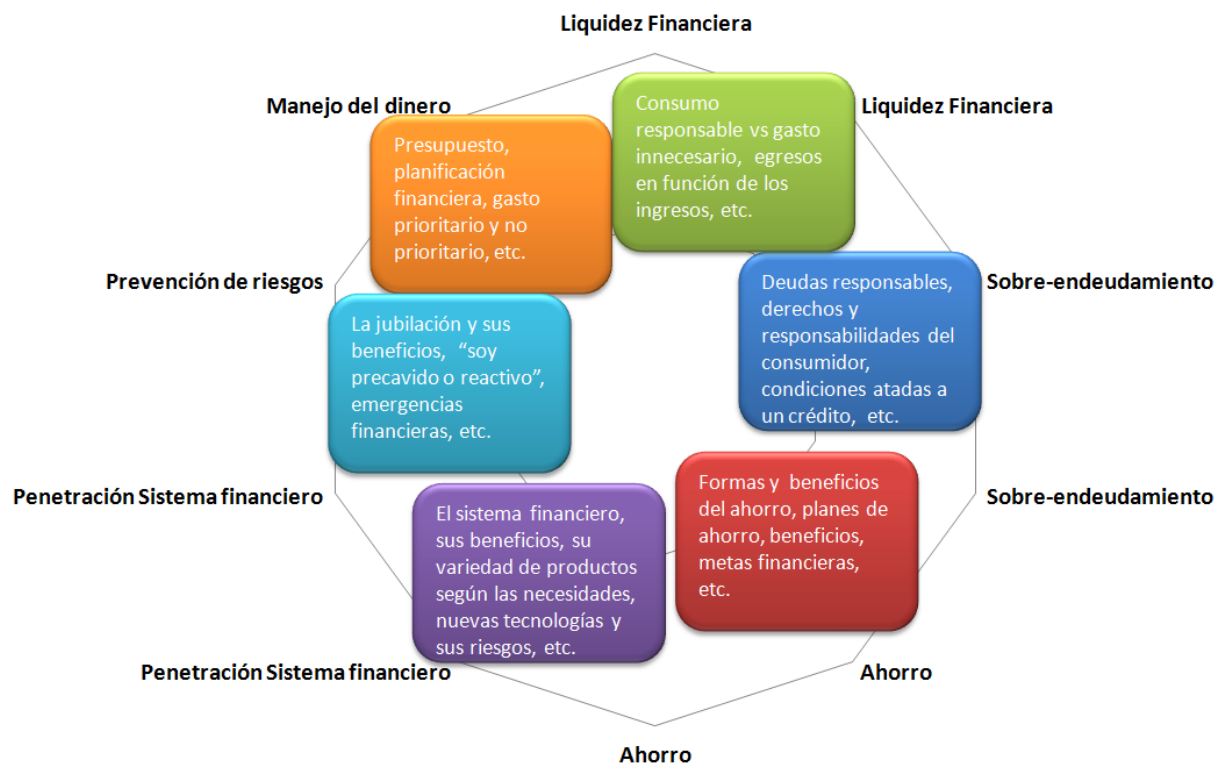 Liquidez Financiera
Manejo del dinero
Liquidez Financiera
Consumo
responsable vs gasto
innecesario, egresos
en función de los
ingresos, etc.
Presupuesto,
planificación
financiera, gasto
prioritario y no
prioritario, etc.
Prevención de riesgos
Sobre-endeudamiento
Deudas responsables,
derechos y
responsabilidades del
consumidor,
condiciones atadas a
un crédito, etc.
La jubilación y sus
beneficios, “soy
precavido o reactivo”,
emergencias
financieras, etc.
Penetración Sistema financiero
Sobre-endeudamiento
Formas y beneficios
del ahorro, planes de
ahorro, beneficios,
metas financieras,
etc.
El sistema financiero,
sus beneficios, su
variedad de productos
según las necesidades,
nuevas tecnologías y
sus riesgos, etc.
Penetración Sistema financiero
Ahorro
Ahorro